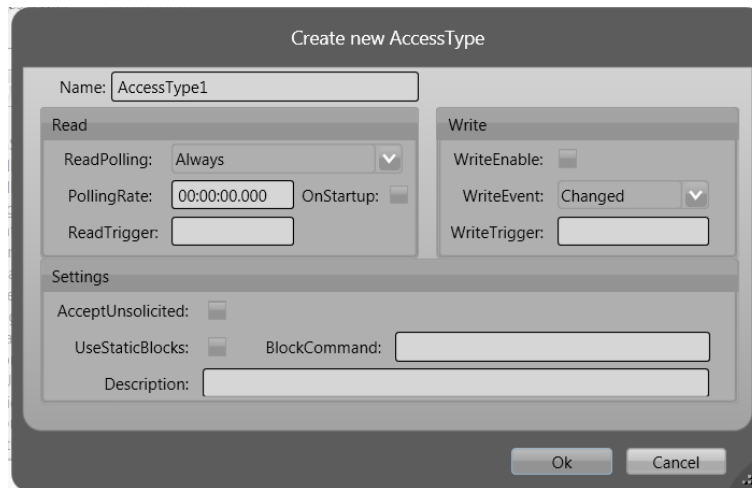 Create new AccessType
Name: AccessType1
Read
ReadPolling: Always
PollingRate: 00:00:00.000 OnStartup:
ReadTrigger:
Write
WriteEnable:
WriteEvent: Changed
WriteTrigger:
Settings
AcceptUnsolicited:
UseStaticBlocks: BlockCommand:
Description:
Ok Cancel